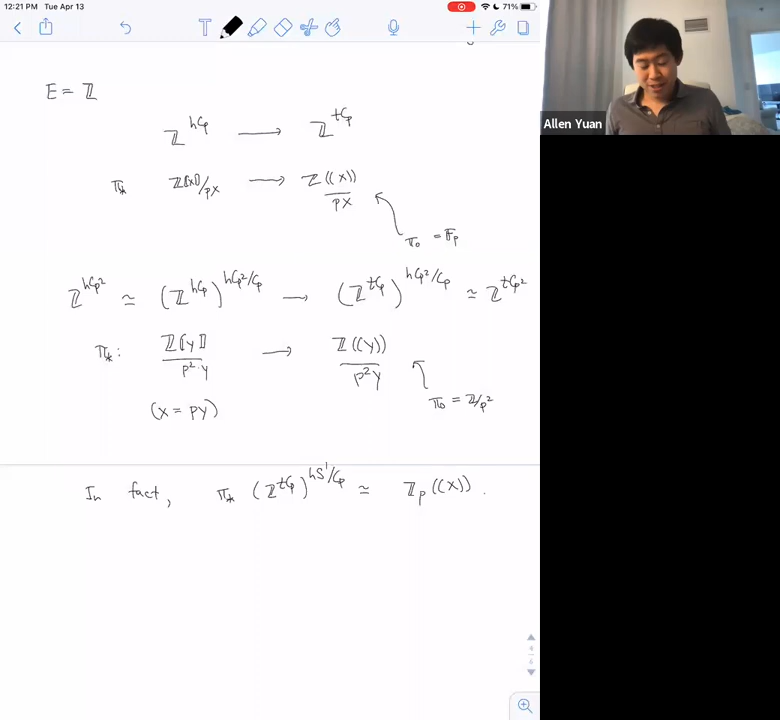 12:21 PM Tue Apr 13
71%
Allen Yuan
E = ℤ
ℤ^{hC_p} → ℤ^{tC_p}
π_* ℤ[[x]]/px → ℤ((x))/px
π_0 = 𝔽_p
ℤ^{hC_{p^2}} ≃ (ℤ^{hC_p})^{hC_{p^2}/C_p} → (ℤ^{tC_p})^{hC_{p^2}/C_p} ≃ ℤ^{tC_{p^2}}
π_*: ℤ[[y]]/p^2·y → ℤ((y))/p^2y
π_0 = ℤ/p^2
(x = py)
In fact, π_* (ℤ^{tC_p})^{hS^1/C_p} ≃ ℤ_p((x)).